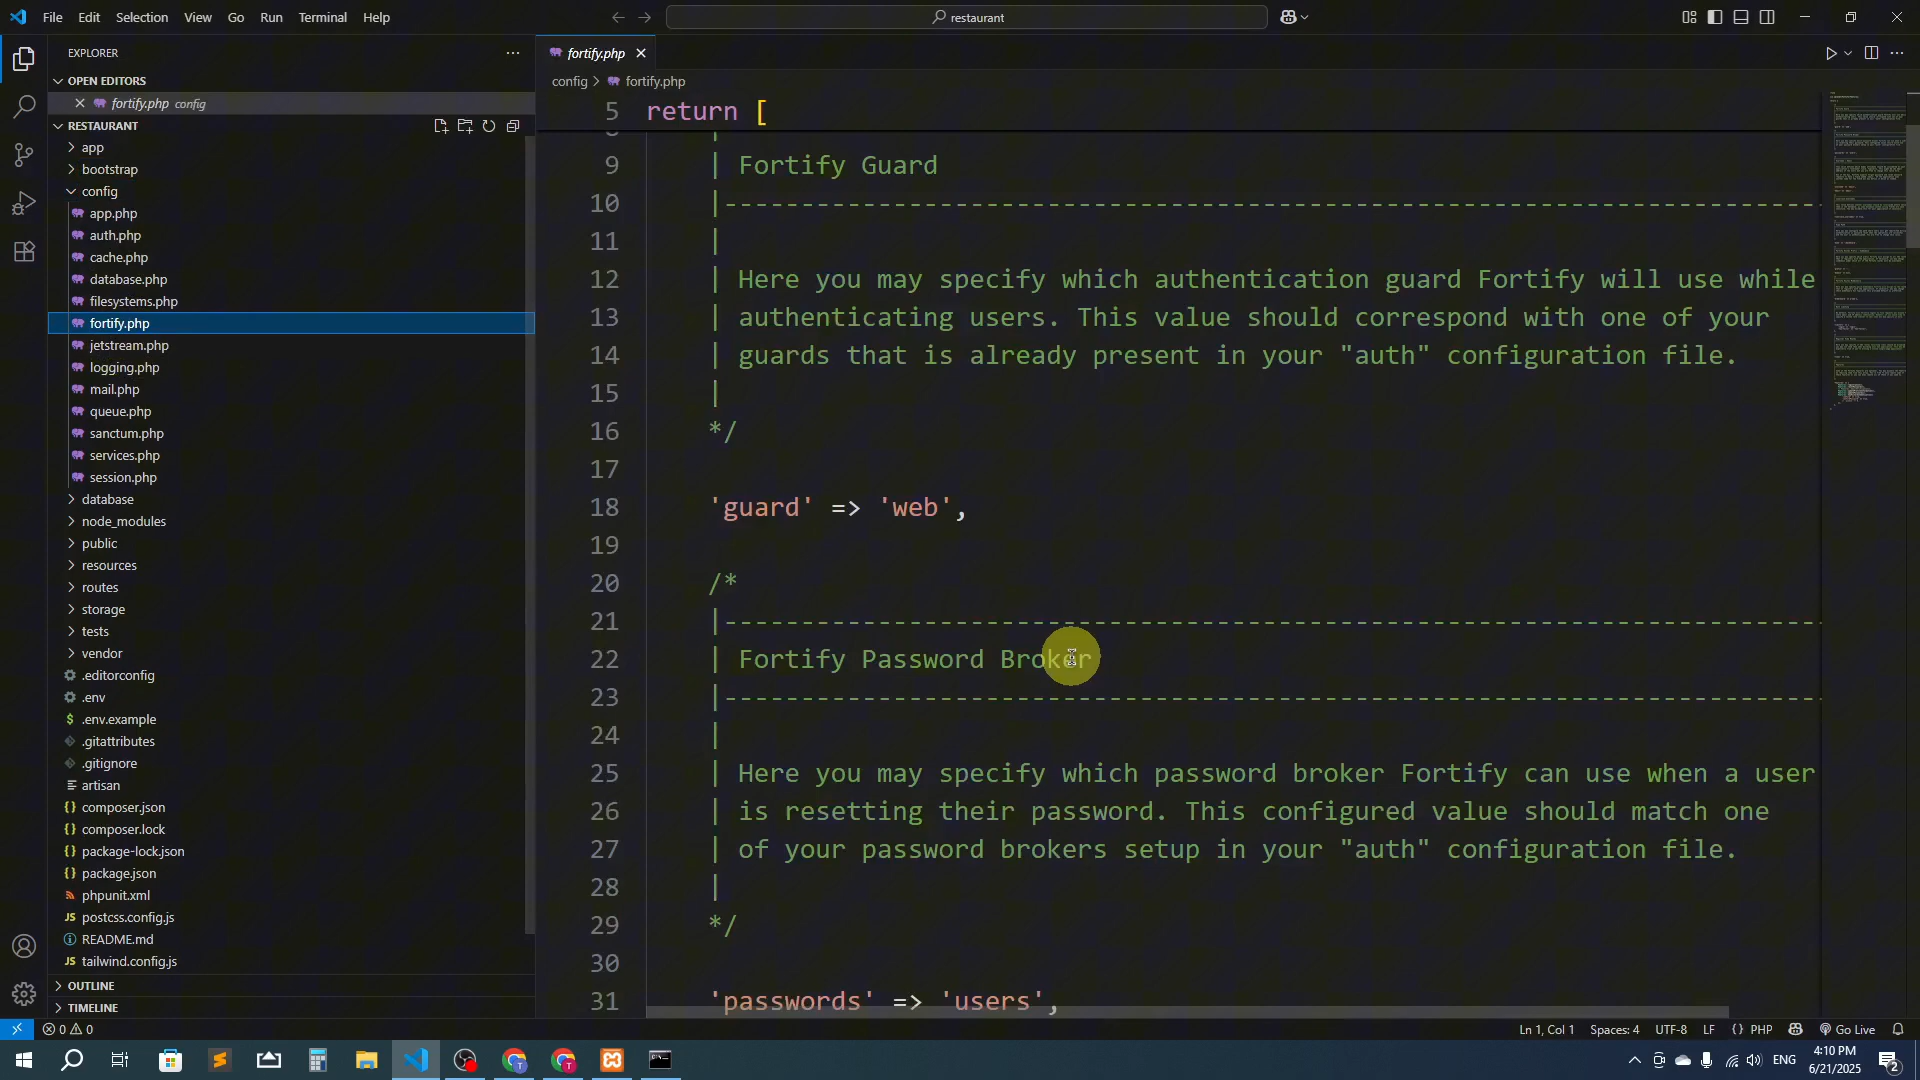 File Edit Selection View Go Run Terminal Help
restaurant
EXPLORER
OPEN EDITORS
fortify.php config
RESTAURANT
app
bootstrap
config
app.php
auth.php
cache.php
database.php
filesystems.php
fortify.php
jetstream.php
logging.php
mail.php
queue.php
sanctum.php
services.php
session.php
database
node_modules
public
resources
routes
storage
tests
vendor
.editorconfig
.env
.env.example
.gitattributes
.gitignore
artisan
composer.json
composer.lock
package-lock.json
package.json
phpunit.xml
postcss.config.js
README.md
tailwind.config.js
OUTLINE
TIMELINE
fortify.php
config > fortify.php
5 return [
9 | Fortify Guard
10 |--------------------------------------------------------------------------
11 |
12 | Here you may specify which authentication guard Fortify will use while
13 | authenticating users. This value should correspond with one of your
14 | guards that is already present in your "auth" configuration file.
15 |
16 */
17
18 'guard' => 'web',
19
20 /*
21 |--------------------------------------------------------------------------
22 | Fortify Password Broker
23 |--------------------------------------------------------------------------
24 |
25 | Here you may specify which password broker Fortify can use when a user
26 | is resetting their password. This configured value should match one
27 | of your password brokers setup in your "auth" configuration file.
28 |
29 */
30
31 'passwords' => 'users',
0 0
Ln 1, Col 1 Spaces: 4 UTF-8 LF {} PHP Go Live
ENG
4:10 PM
6/21/2025
2